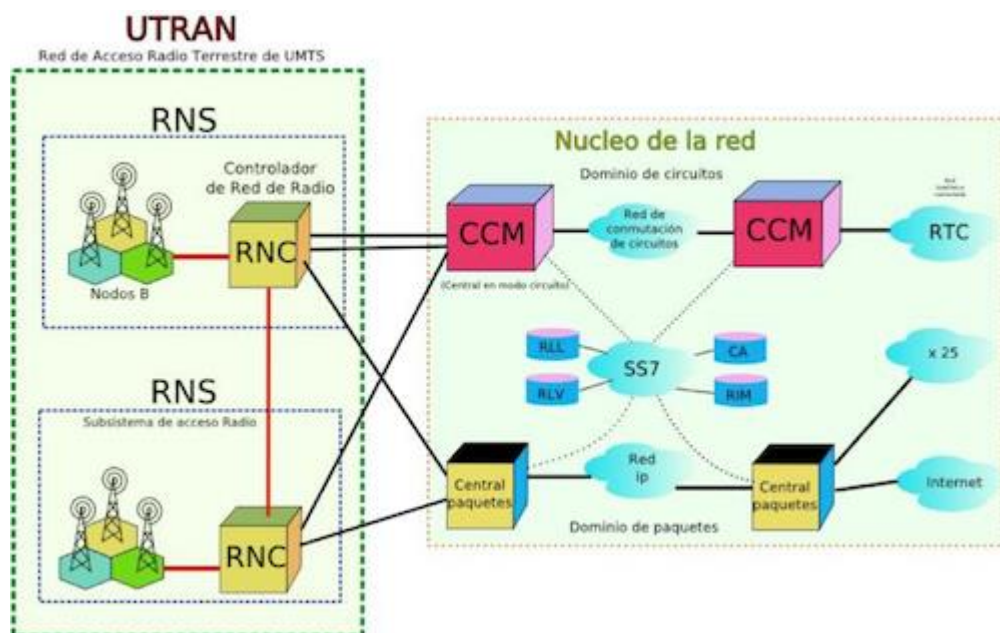 UTRAN
Red de Acceso Radio Terrestre de UMTS
RNS
Controlador
de Red de Radio
RNC
Nodos B
RNS
Subsistema de acceso Radio
RNC
Nucleo de la red
Dominio de circuitos
CCM
Red de
conmutación
de circuitos
CCM
RTC
(Central en modo circuito)
RLL
CA
SS7
RLV
RIM
x 25
Central
paquetes
Red
ip
Central
paquetes
Internet
Dominio de paquetes